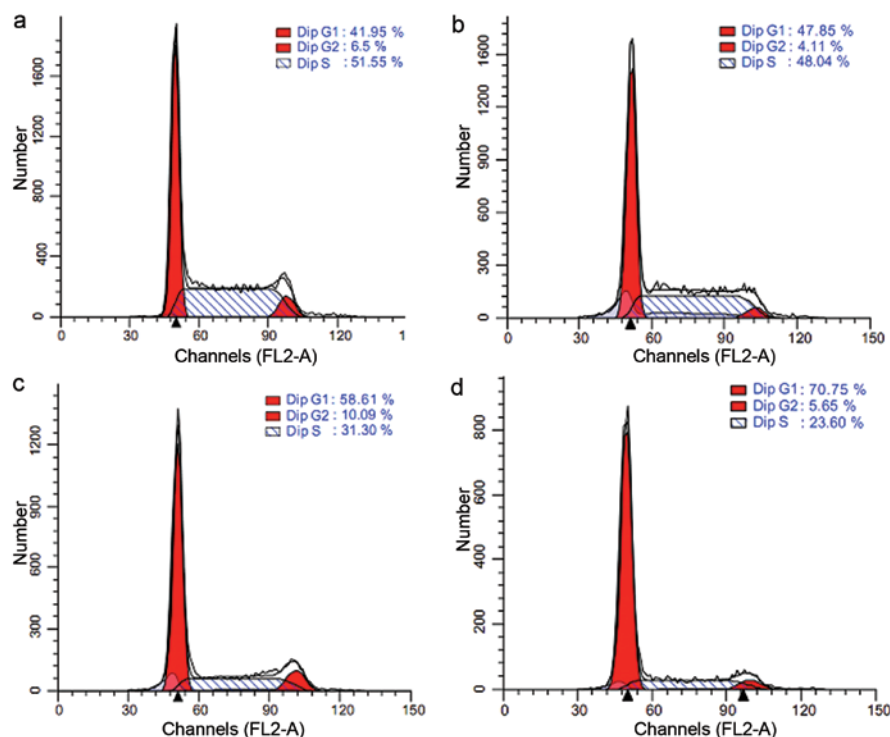 a
Dip G1: 41.95 %
Dip G2: 6.5 %
Dip S : 51.55 %
Number
1600
1200
800
400
0
0 30 60 90 120 1
Channels (FL2-A)
b
Dip G1: 47.85 %
Dip G2: 4.11 %
Dip S : 48.04 %
Number
1600
1200
900
600
300
0
0 30 60 90 120 150
Channels (FL2-A)
c
Dip G1: 58.61 %
Dip G2: 10.09 %
Dip S : 31.30 %
Number
1200
900
600
300
0
0 30 60 90 120 150
Channels (FL2-A)
d
Dip G1: 70.75 %
Dip G2: 5.65 %
Dip S : 23.60 %
Number
800
600
400
200
0
0 30 60 90 120 150
Channels (FL2-A)